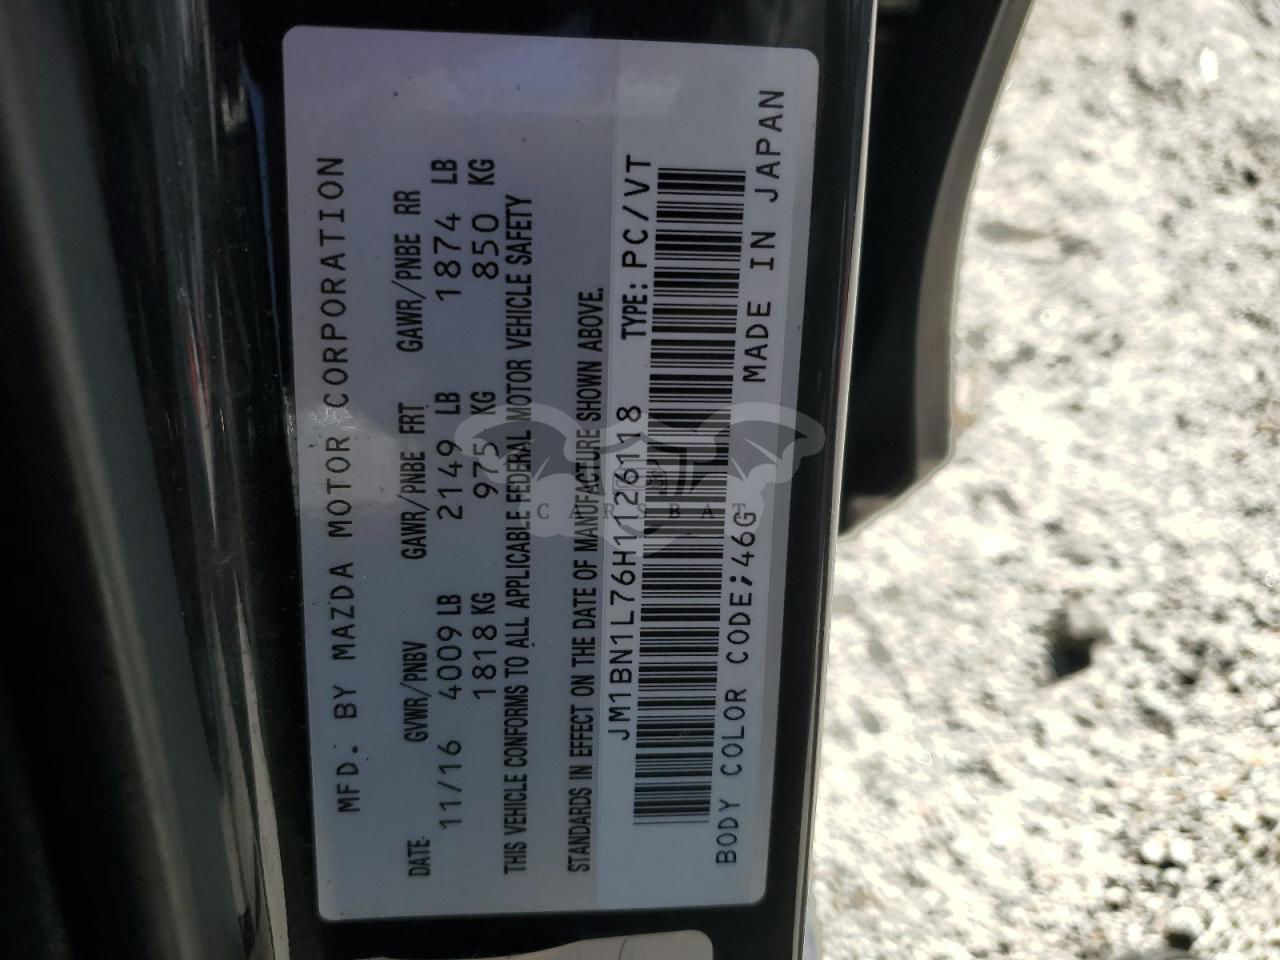 MFD. BY MAZDA MOTOR CORPORATION
DATE GVWR/PNBV GAWR/PNBE FRT GAWR/PNBE RR
11/16 4009 LB 2149 LB 1874 LB
1818 KG 975 KG 850 KG
THIS VEHICLE CONFORMS TO ALL APPLICABLE FEDERAL MOTOR VEHICLE SAFETY
STANDARDS IN EFFECT ON THE DATE OF MANUFACTURE SHOWN ABOVE.
JM1BN1L76H1126118 TYPE: PC/VT
BODY COLOR CODE;46G MADE IN JAPAN
CARSBAT